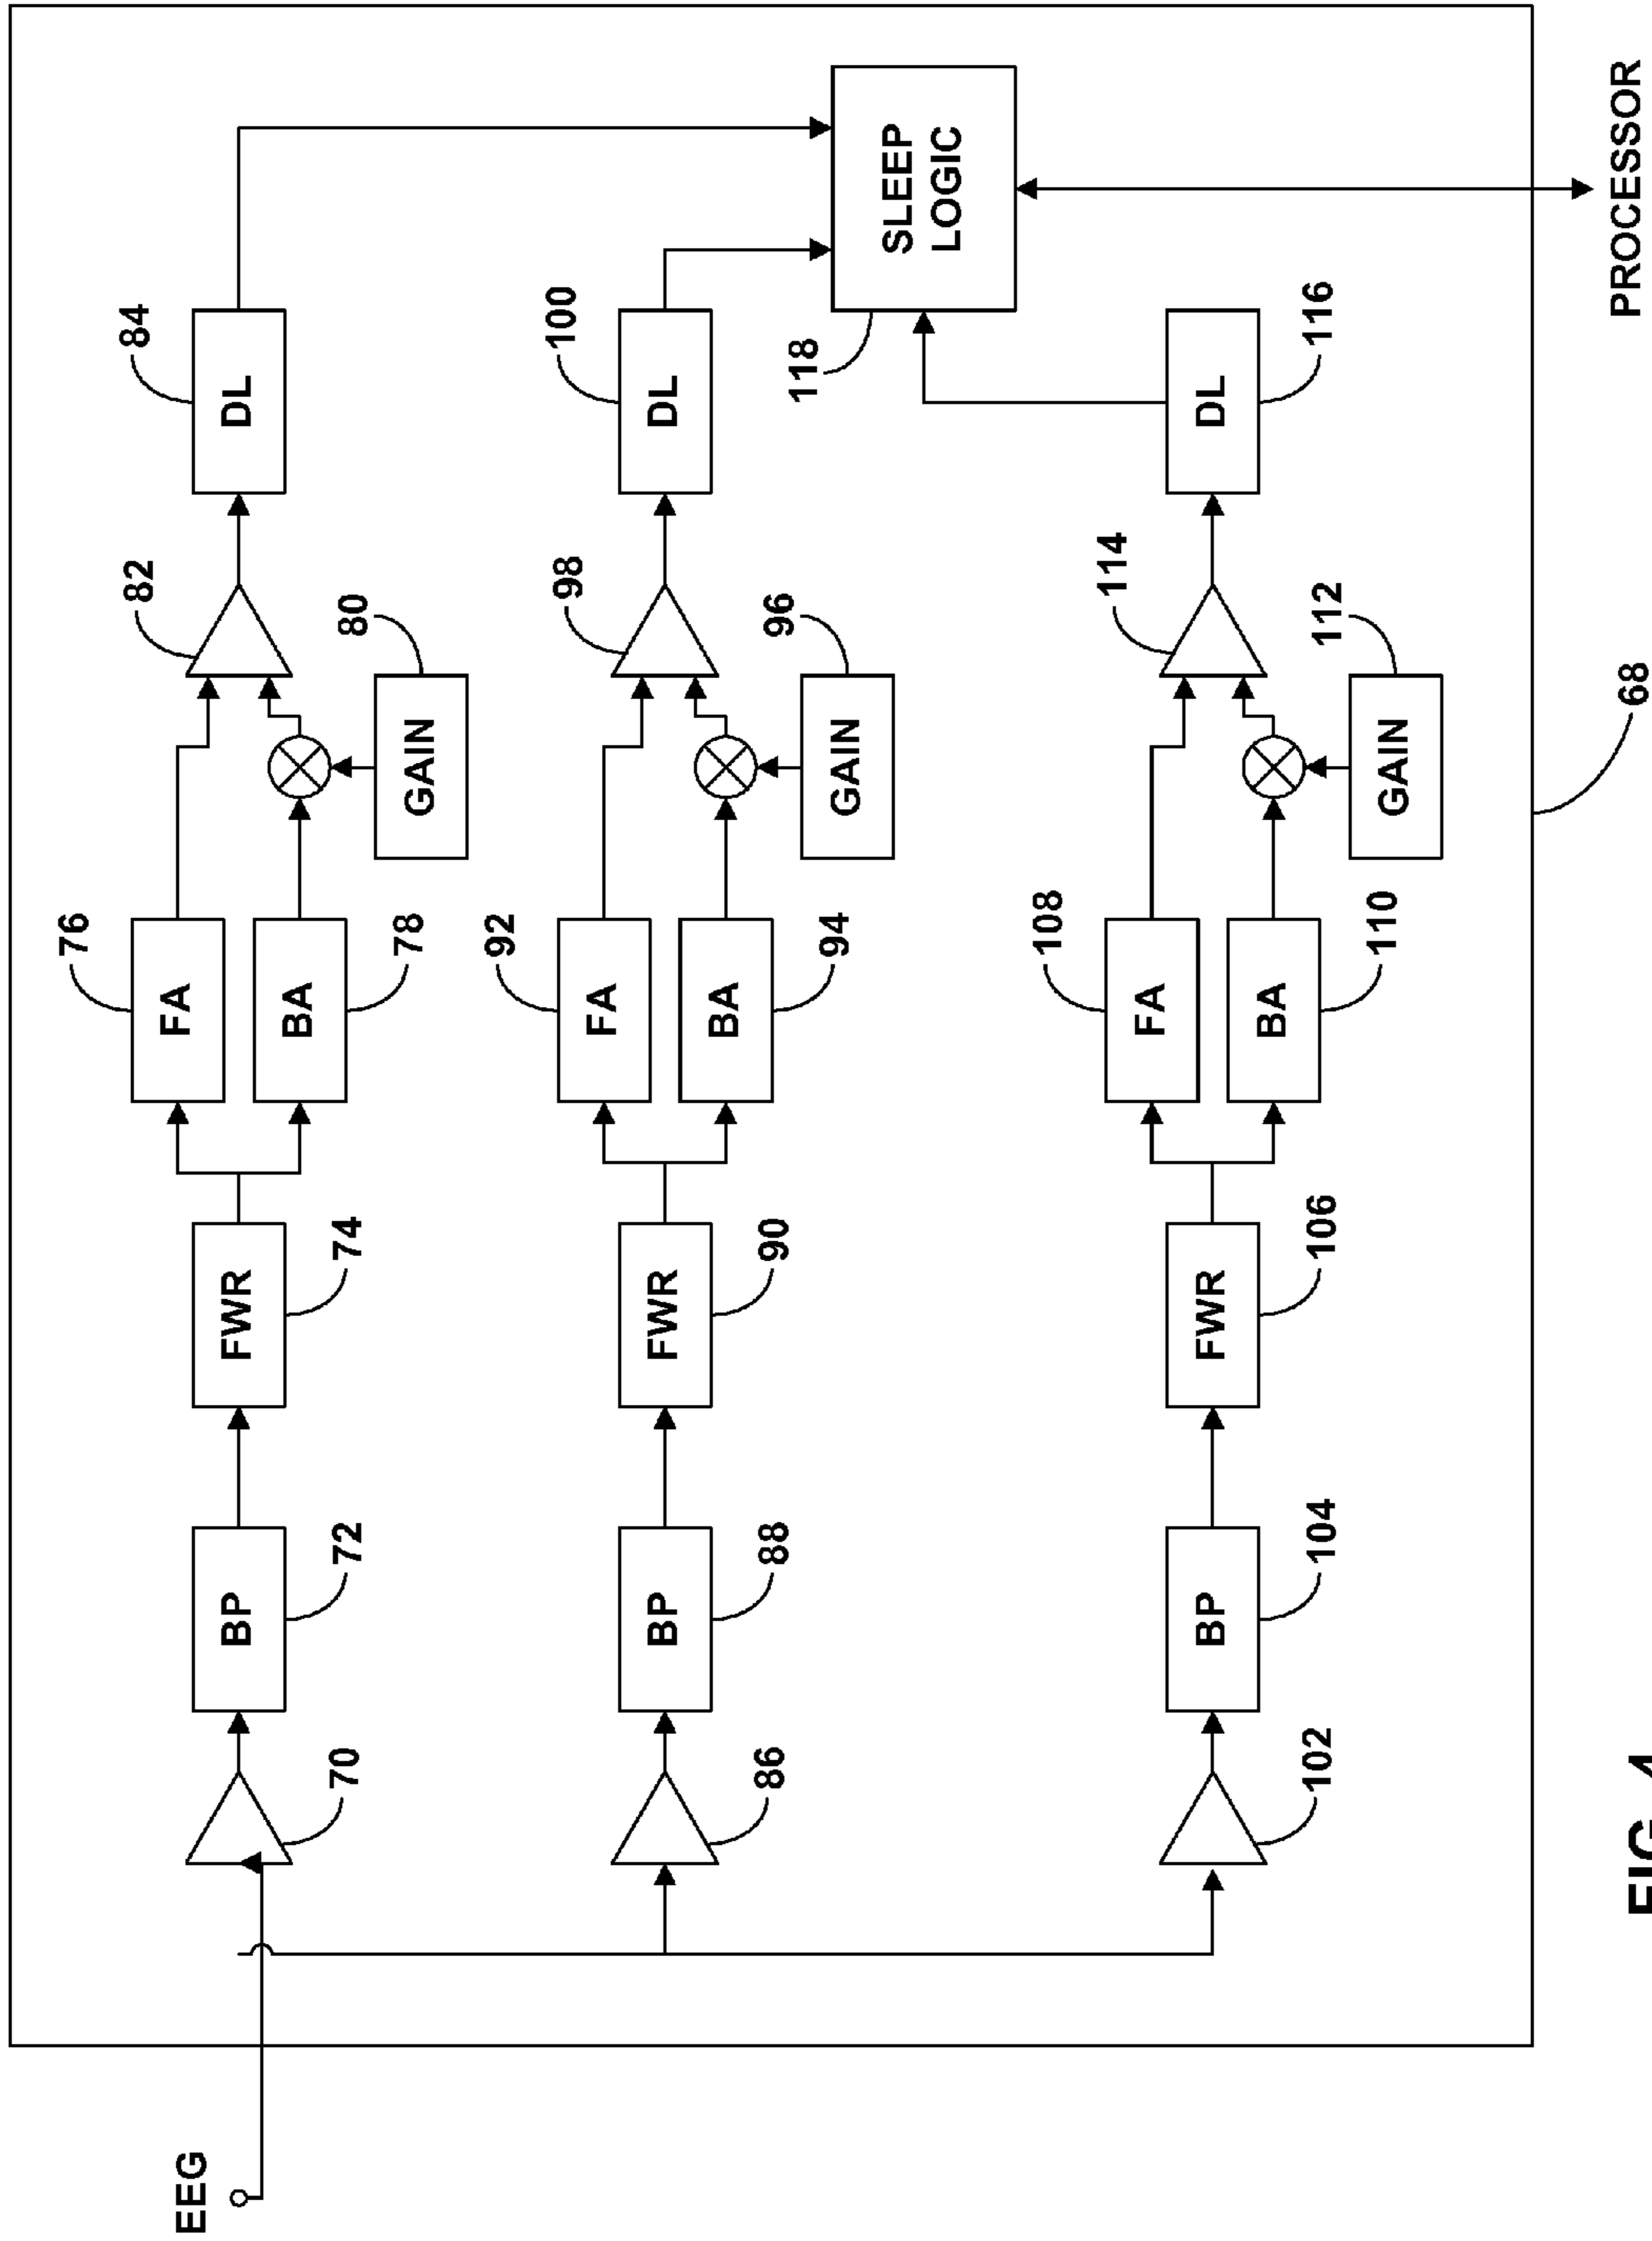 EEG
70
BP
72
FWR
74
FA
76
BA
78
GAIN
80
82
DL
84
86
BP
88
FWR
90
FA
92
BA
94
GAIN
96
98
DL
100
102
BP
104
FWR
106
FA
108
BA
110
GAIN
112
114
DL
116
SLEEP
LOGIC
118
68
PROCESSOR